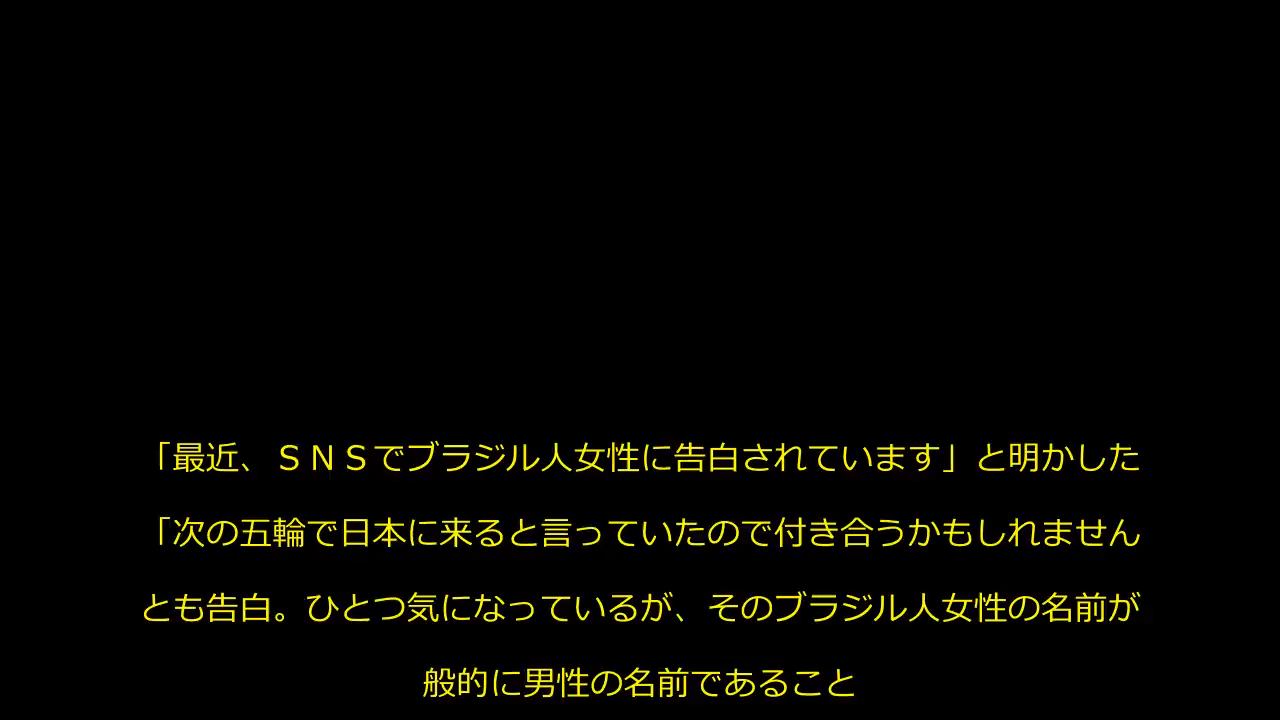 「最近、ＳＮＳでブラジル人女性に告白されています」と明かした
「次の五輪で日本に来ると言っていたので付き合うかもしれません
とも告白。ひとつ気になっているが、そのブラジル人女性の名前が
般的に男性の名前であること